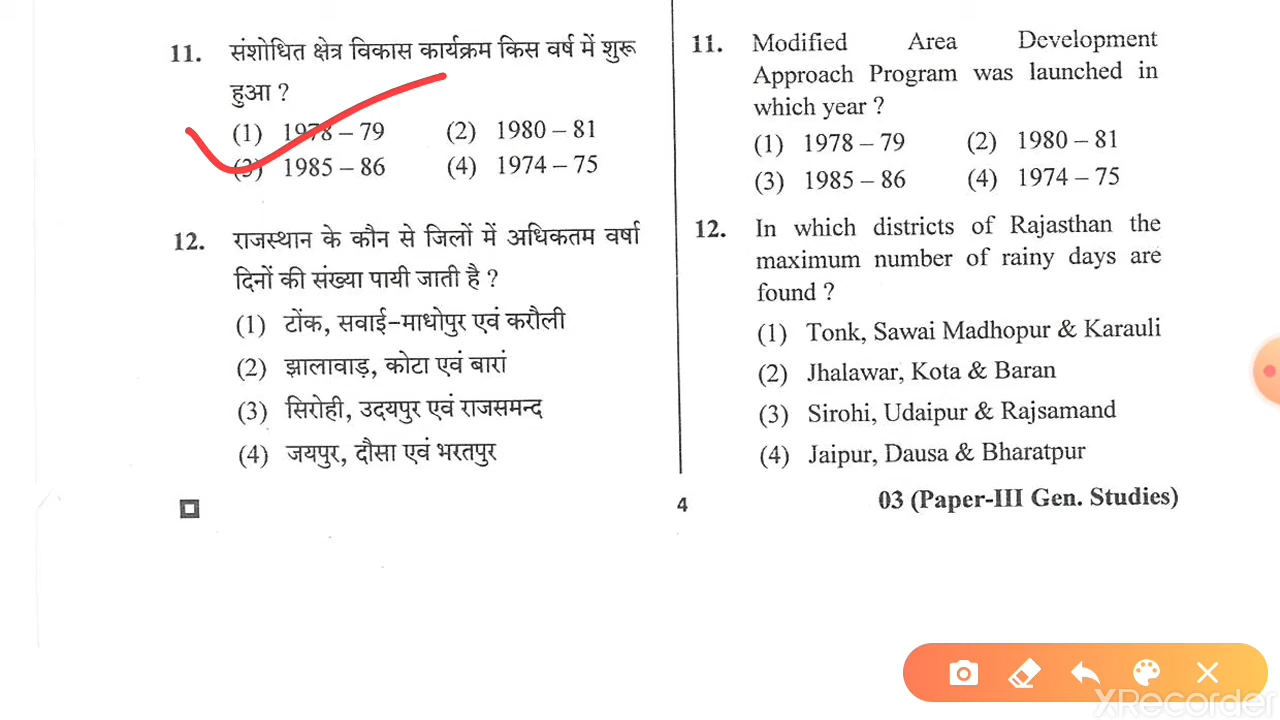 11. संशोधित क्षेत्र विकास कार्यक्रम किस वर्ष में शुरू
हुआ ?
(1) 1978 – 79 (2) 1980 – 81
(3) 1985 – 86 (4) 1974 – 75
12. राजस्थान के कौन से जिलों में अधिकतम वर्षा
दिनों की संख्या पायी जाती है ?
(1) टोंक, सवाई-माधोपुर एवं करौली
(2) झालावाड़, कोटा एवं बारां
(3) सिरोही, उदयपुर एवं राजसमन्द
(4) जयपुर, दौसा एवं भरतपुर
11. Modified Area Development
Approach Program was launched in
which year ?
(1) 1978 – 79 (2) 1980 – 81
(3) 1985 – 86 (4) 1974 – 75
12. In which districts of Rajasthan the
maximum number of rainy days are
found ?
(1) Tonk, Sawai Madhopur & Karauli
(2) Jhalawar, Kota & Baran
(3) Sirohi, Udaipur & Rajsamand
(4) Jaipur, Dausa & Bharatpur
4
03 (Paper-III Gen. Studies)
XRecorder